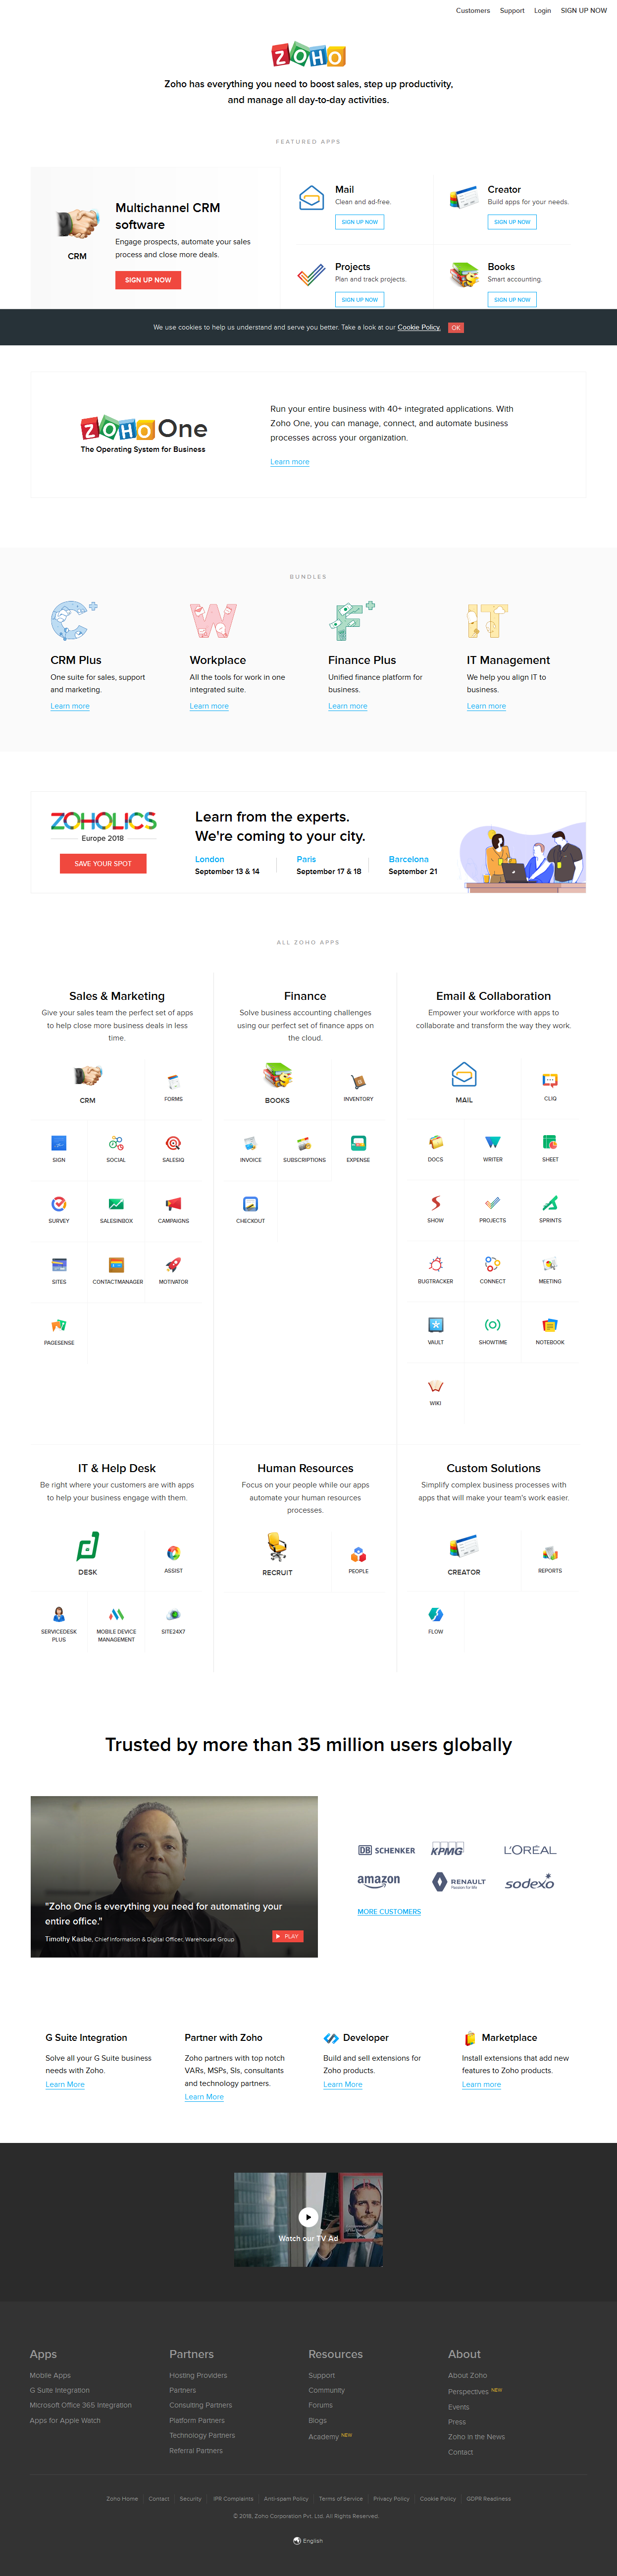 Customers Support Login SIGN UP NOW
ZOHO
Zoho has everything you need to boost sales, step up productivity,
and manage all day-to-day activities.
FEATURED APPS
CRM
Multichannel CRM
software
Engage prospects, automate your sales
process and close more deals.
SIGN UP NOW
Mail
Clean and ad-free.
SIGN UP NOW
Creator
Build apps for your needs.
SIGN UP NOW
Projects
Plan and track projects.
SIGN UP NOW
Books
Smart accounting.
SIGN UP NOW
We use cookies to help us understand and serve you better. Take a look at our Cookie Policy. OK
ZOHO One
The Operating System for Business
Run your entire business with 40+ integrated applications. With
Zoho One, you can manage, connect, and automate business
processes across your organization.
Learn more
BUNDLES
CRM Plus
One suite for sales, support
and marketing.
Learn more
Workplace
All the tools for work in one
integrated suite.
Learn more
Finance Plus
Unified finance platform for
business.
Learn more
IT Management
We help you align IT to
business.
Learn more
ZOHOLICS
Europe 2018
SAVE YOUR SPOT
Learn from the experts.
We're coming to your city.
London
September 13 & 14
Paris
September 17 & 18
Barcelona
September 21
ALL ZOHO APPS
Sales & Marketing
Give your sales team the perfect set of apps
to help close more business deals in less
time.
CRM
FORMS
SIGN
SOCIAL
SALESIQ
SURVEY
SALESINBOX
CAMPAIGNS
SITES
CONTACTMANAGER
MOTIVATOR
PAGESENSE
Finance
Solve business accounting challenges
using our perfect set of finance apps on
the cloud.
BOOKS
INVENTORY
INVOICE
SUBSCRIPTIONS
EXPENSE
CHECKOUT
Email & Collaboration
Empower your workforce with apps to
collaborate and transform the way they work.
MAIL
CLIQ
DOCS
WRITER
SHEET
SHOW
PROJECTS
SPRINTS
BUGTRACKER
CONNECT
MEETING
VAULT
SHOWTIME
NOTEBOOK
WIKI
IT & Help Desk
Be right where your customers are with apps
to help your business engage with them.
DESK
ASSIST
SERVICEDESK
PLUS
MOBILE DEVICE
MANAGEMENT
SITE24X7
Human Resources
Focus on your people while our apps
automate your human resources
processes.
RECRUIT
PEOPLE
Custom Solutions
Simplify complex business processes with
apps that will make your team's work easier.
CREATOR
REPORTS
FLOW
Trusted by more than 35 million users globally
"Zoho One is everything you need for automating your
entire office."
Timothy Kasbe, Chief Information & Digital Officer, Warehouse Group
PLAY
DB SCHENKER
KPMG
L'ORÉAL
amazon
RENAULT
Passion for life
sodexo
MORE CUSTOMERS
G Suite Integration
Solve all your G Suite business
needs with Zoho.
Learn More
Partner with Zoho
Zoho partners with top notch
VARs, MSPs, SIs, consultants
and technology partners.
Learn More
Developer
Build and sell extensions for
Zoho products.
Learn More
Marketplace
Install extensions that add new
features to Zoho products.
Learn more
Watch our TV Ad
Apps
Mobile Apps
G Suite Integration
Microsoft Office 365 Integration
Apps for Apple Watch
Partners
Hosting Providers
Partners
Consulting Partners
Platform Partners
Technology Partners
Referral Partners
Resources
Support
Community
Forums
Blogs
Academy NEW
About
About Zoho
Perspectives NEW
Events
Press
Zoho in the News
Contact
Zoho Home Contact Security IPR Complaints Anti-spam Policy Terms of Service Privacy Policy Cookie Policy GDPR Readiness
© 2018, Zoho Corporation Pvt. Ltd. All Rights Reserved.
English